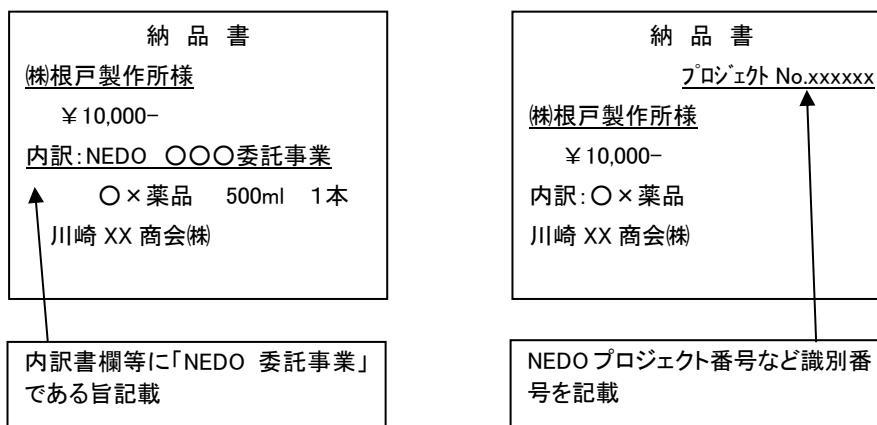 納 品 書
㈱根戸製作所様
￥10,000−
内訳：NEDO 〇〇〇委託事業
〇×薬品 500ml 1本
川崎 XX 商会㈱
内訳書欄等に「NEDO 委託事業」
である旨記載
納 品 書
ﾌﾟﾛｼﾞｪｸﾄ No.xxxxxx
㈱根戸製作所様
￥10,000−
内訳：〇×薬品
川崎 XX 商会㈱
NEDO プロジェクト番号など識別番
号を記載